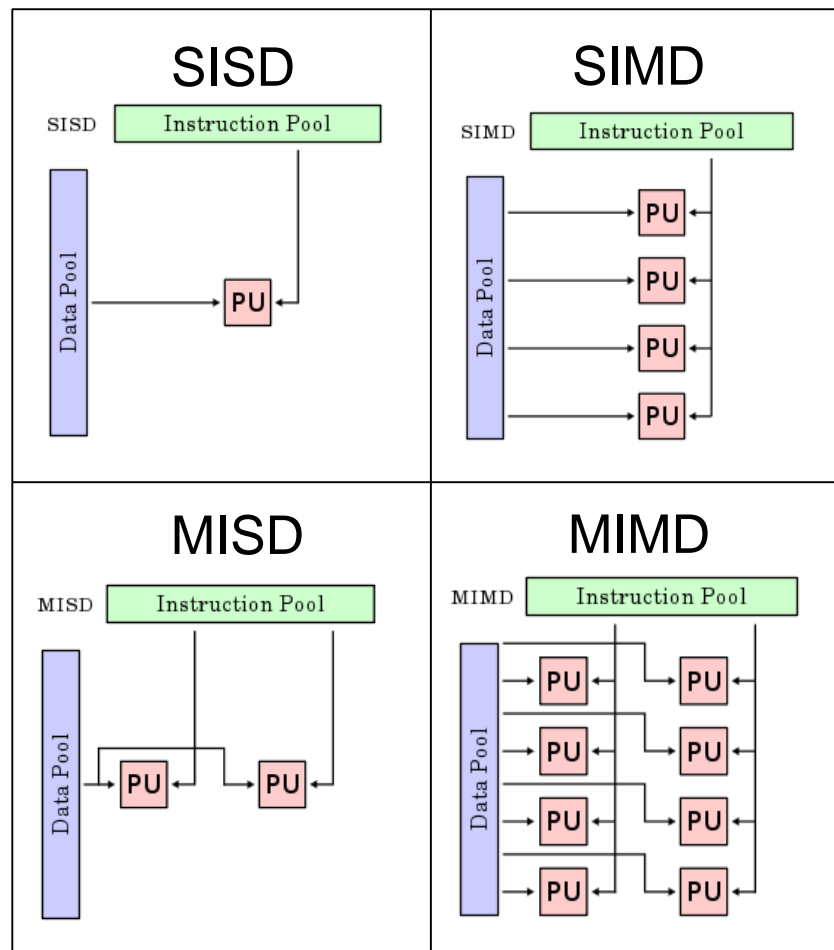 SISD
SISD
Instruction Pool
Data Pool
PU
SIMD
SIMD
Instruction Pool
Data Pool
PU
PU
PU
PU
MISD
MISD
Instruction Pool
Data Pool
PU
PU
MIMD
MIMD
Instruction Pool
Data Pool
PU
PU
PU
PU
PU
PU
PU
PU